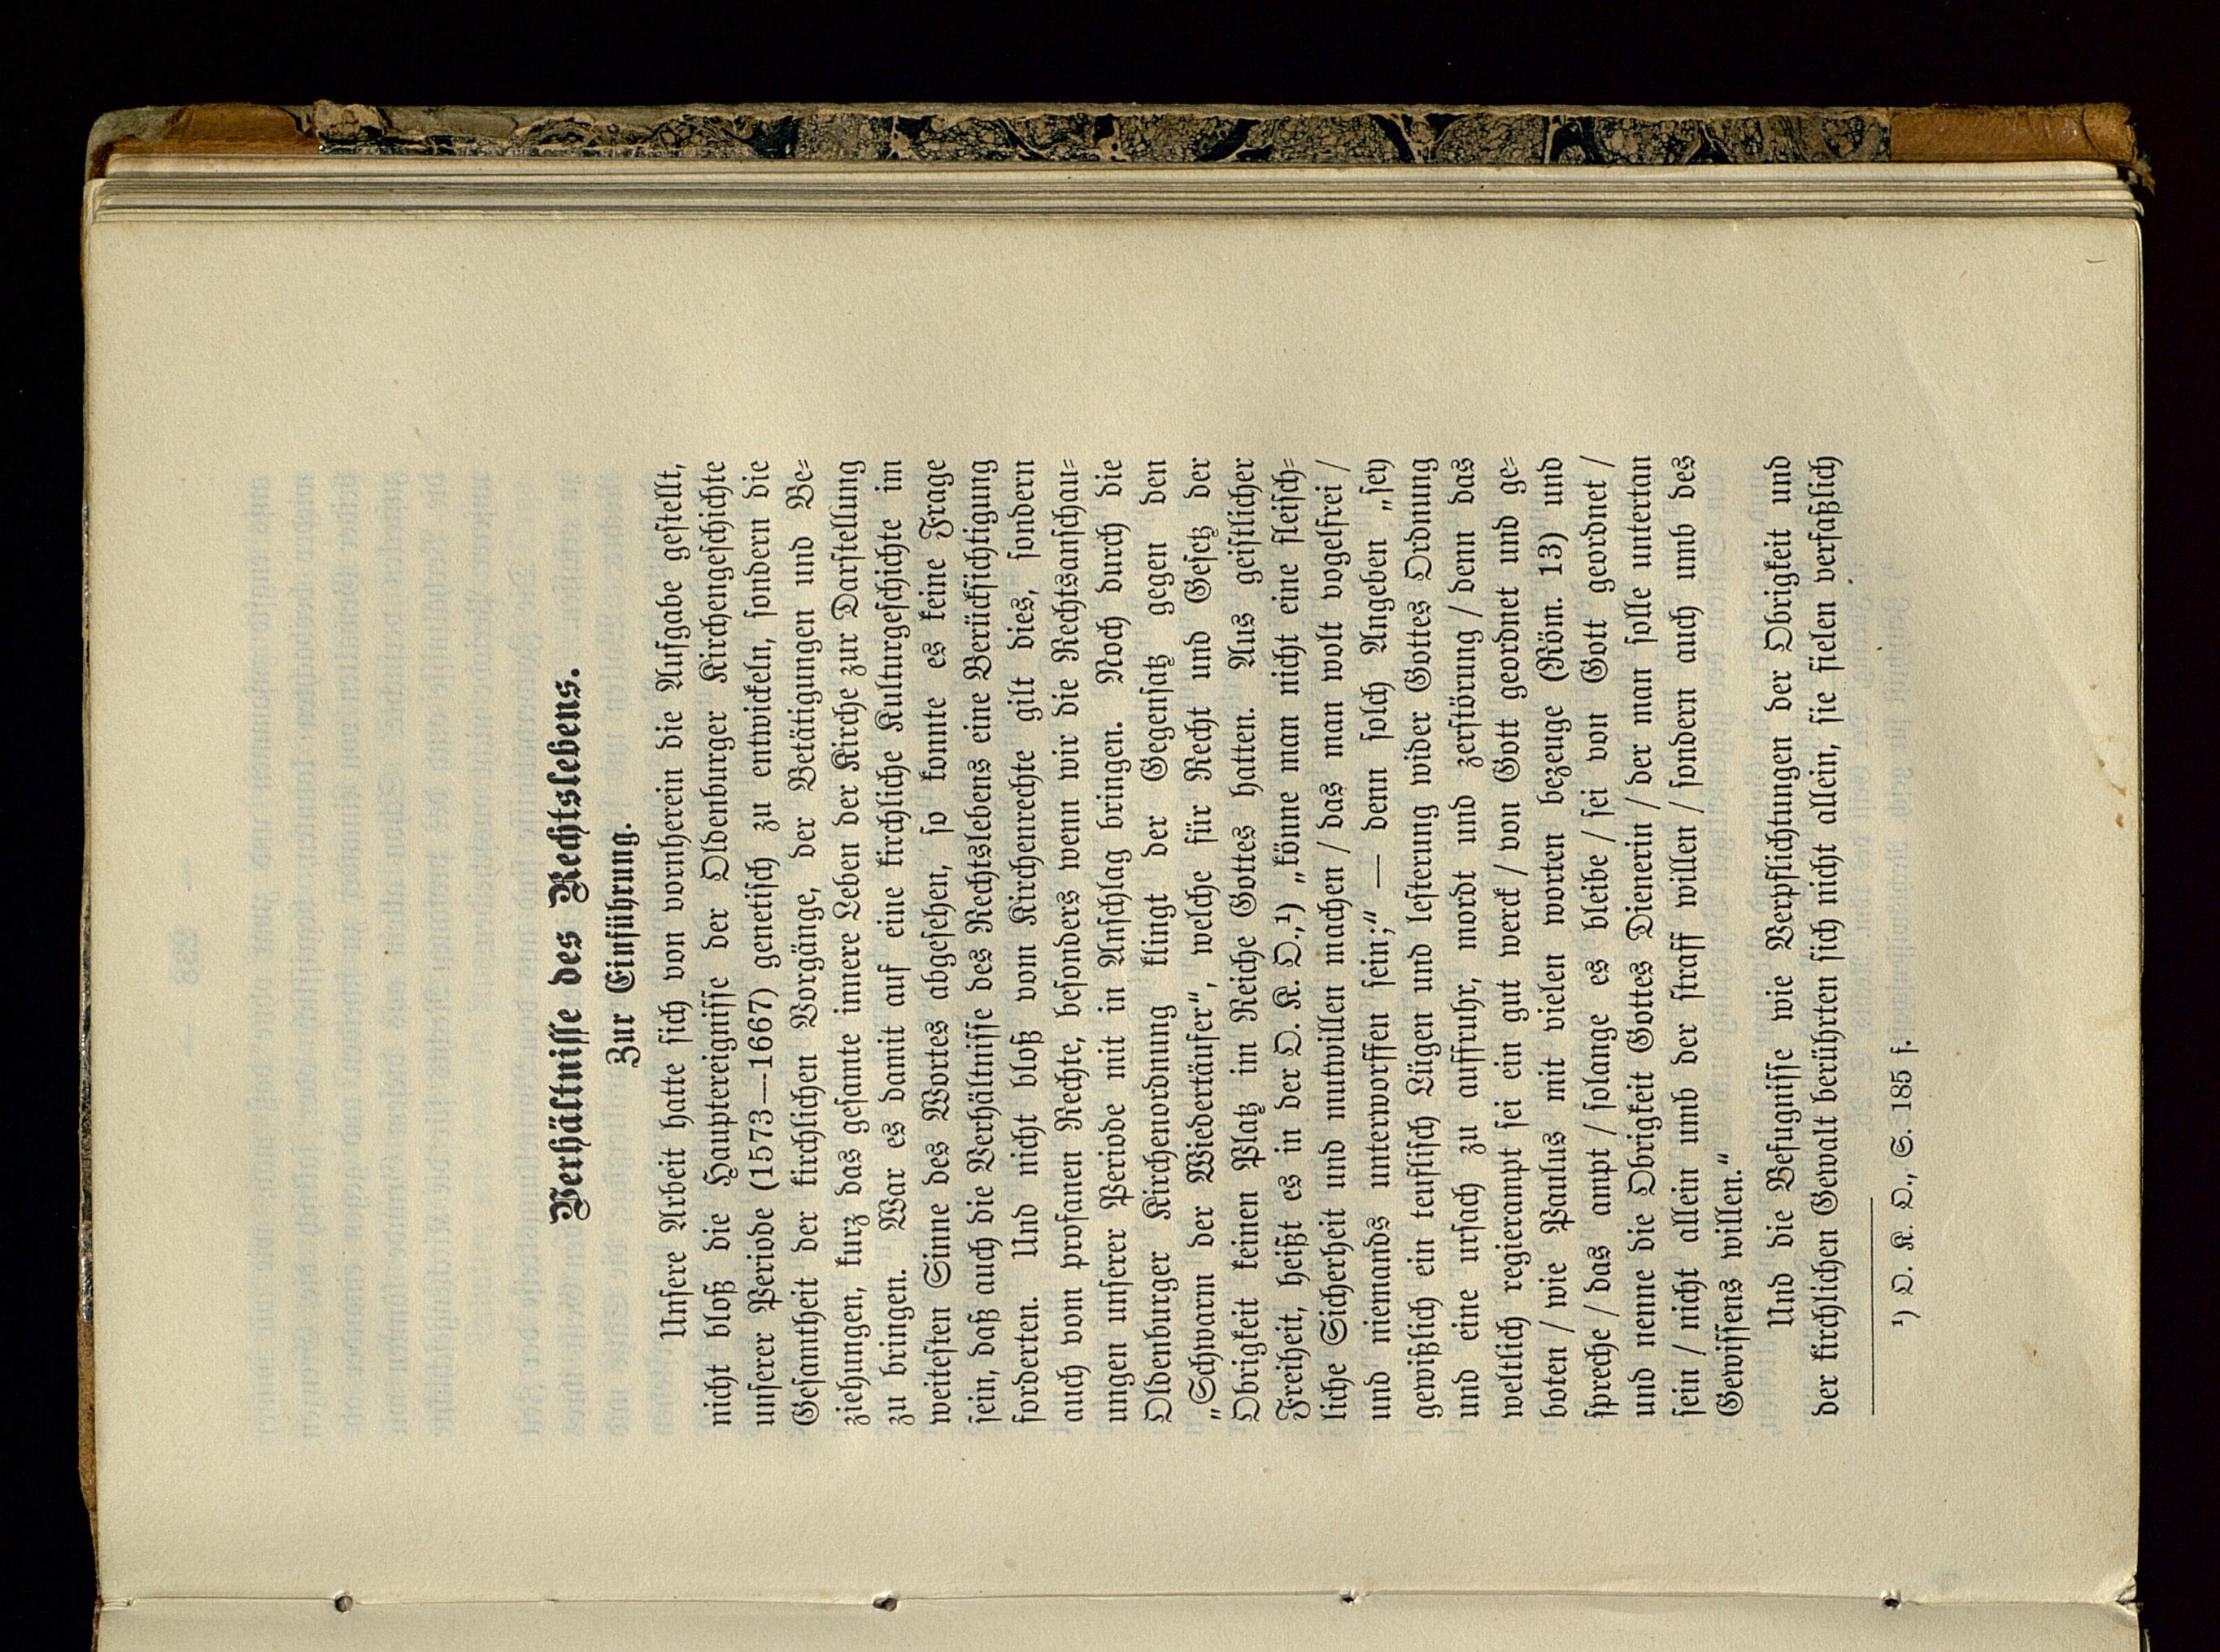 Verhältnisse des Rechtslebens.
Zur Einführung.
Unsere Arbeit hatte sich von vornherein die Aufgabe gestellt,
nicht bloß die Hauptereignisse der Oldenburger Kirchengeschichte
unserer Periode (1573—1667) genetisch zu entwickeln, sondern die
Gesamtheit der kirchlichen Vorgänge, der Betätigungen und Be-
ziehungen, kurz das gesamte innere Leben der Kirche zur Darstellung
zu bringen. War es damit auf eine kirchliche Kulturgeschichte im
weitesten Sinne des Wortes abgesehen, so konnte es keine Frage
sein, daß auch die Verhältnisse des Rechtslebens eine Berücksichtigung
forderten. Und nicht bloß vom Kirchenrechte gilt dies, sondern
auch vom profanen Rechte, besonders wenn wir die Rechtsanschau-
ungen unserer Periode mit in Anschlag bringen. Noch durch die
Oldenburger Kirchenordnung klingt der Gegensatz gegen den
„Schwarm der Wiedertäufer“, welche für Recht und Gesetz der
Obrigkeit keinen Platz im Reiche Gottes hatten. Aus geistlicher
Freiheit, heißt es in der O. K. O.,¹) „könne man nicht eine fleisch-
liche Sicherheit und mutwillen machen / das man wolt vogelfrei /
und niemands unterworffen sein;“ — denn solch Angeben „sey
gewißlich ein teuflisch Lügen und lesterung wider Gottes Ordnung
und eine ursach zu auffruhr, mordt und zerstörung / denn das
weltlich regierampt sei ein gut werck / von Gott geordnet und ge-
boten / wie Paulus mit vielen worten bezeuge (Röm. 13) und
spreche / das ampt / solange es bleibe / sei von Gott geordnet /
und nenne die Obrigkeit Gottes Dienerin / der man solle untertan
sein / nicht allein umb der straff willen / sondern auch umb des
Gewissens willen.“
Und die Befugnisse wie Verpflichtungen der Obrigkeit und
der kirchlichen Gewalt berührten sich nicht allein, sie fielen verfaßlich
¹) O. K. O., S. 185 f.